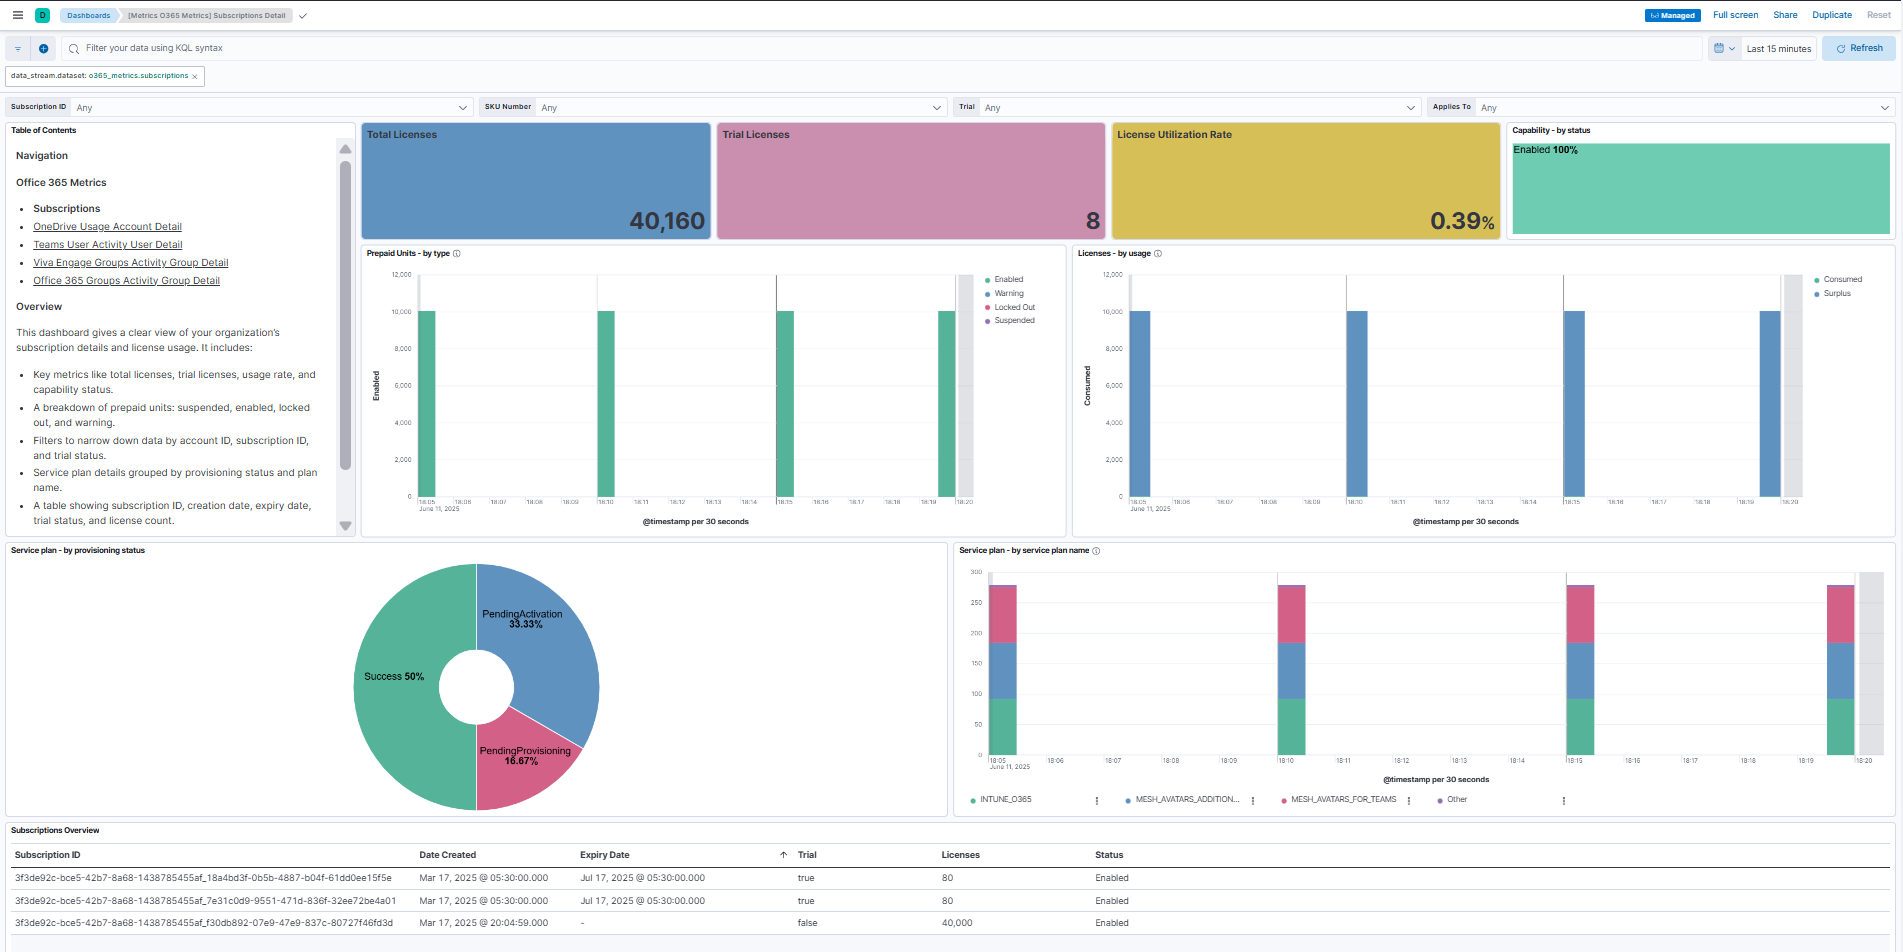 D Dashboards [Metrics O365 Metrics] Subscriptions Detail
Managed Full screen Share Duplicate Reset
Filter your data using KQL syntax
Last 15 minutes Refresh
data_stream.dataset: o365_metrics.subscriptions ×
Subscription ID Any
SKU Number Any
Trial Any
Applies To Any
Table of Contents
Navigation
Office 365 Metrics
• Subscriptions
• OneDrive Usage Account Detail
• Teams User Activity User Detail
• Viva Engage Groups Activity Group Detail
• Office 365 Groups Activity Group Detail
Overview
This dashboard gives a clear view of your organization's
subscription details and license usage. It includes:
• Key metrics like total licenses, trial licenses, usage rate, and
capability status.
• A breakdown of prepaid units: suspended, enabled, locked
out, and warning.
• Filters to narrow down data by account ID, subscription ID,
and trial status.
• Service plan details grouped by provisioning status and plan
name.
• A table showing subscription ID, creation date, expiry date,
trial status, and license count.
Total Licenses
40,160
Trial Licenses
8
License Utilization Rate
0.39%
Capability - by status
Enabled 100%
Prepaid Units - by type
12,000
10,000
8,000
6,000
4,000
2,000
0
Enabled
18:05 18:06 18:07 18:08 18:09 18:10 18:11 18:12 18:13 18:14 18:15 18:16 18:17 18:18 18:19 18:20
June 11, 2025
@timestamp per 30 seconds
Enabled
Warning
Locked Out
Suspended
Licenses - by usage
12,000
10,000
8,000
6,000
4,000
2,000
0
Consumed
18:05 18:06 18:07 18:08 18:09 18:10 18:11 18:12 18:13 18:14 18:15 18:16 18:17 18:18 18:19 18:20
June 11, 2025
@timestamp per 30 seconds
Consumed
Surplus
Service plan - by provisioning status
PendingActivation
33.33%
Success 50%
PendingProvisioning
16.67%
Service plan - by service plan name
300
250
200
150
100
50
0
18:05 18:06 18:07 18:08 18:09 18:10 18:11 18:12 18:13 18:14 18:15 18:16 18:17 18:18 18:19 18:20
June 11, 2025
@timestamp per 30 seconds
INTUNE_O365 MESH_AVATARS_ADDITION... MESH_AVATARS_FOR_TEAMS Other
Subscriptions Overview
Subscription ID Date Created Expiry Date Trial Licenses Status
3f3de92c-bce5-42b7-8a68-1438785455af_18a4bd3f-0b5b-4887-b04f-61dd0ee15f5e Mar 17, 2025 @ 05:30:00.000 Jul 17, 2025 @ 05:30:00.000 true 80 Enabled
3f3de92c-bce5-42b7-8a68-1438785455af_7e31c0d9-9551-471d-836f-32ee72be4a01 Mar 17, 2025 @ 05:30:00.000 Jul 17, 2025 @ 05:30:00.000 true 80 Enabled
3f3de92c-bce5-42b7-8a68-1438785455af_f30db892-07e9-47e9-837c-80727f46fd3d Mar 17, 2025 @ 20:04:59.000 - false 40,000 Enabled